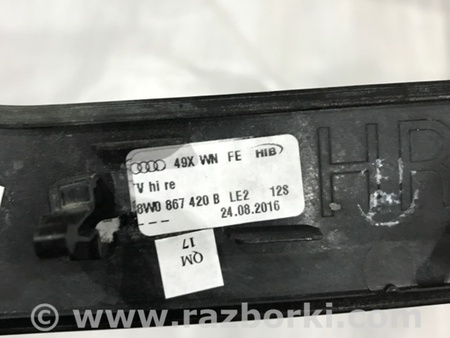 49X WN FE HIB
V hi re
8W0 867 420 B LE2 12S
--- 24.08.2016
QM
17
HR
© www.razborki.com